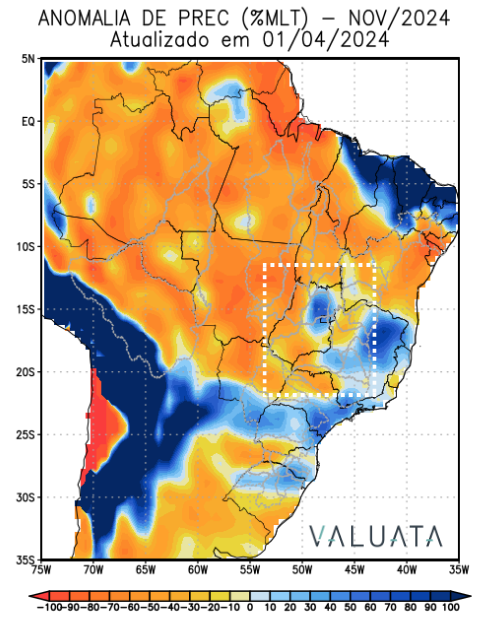 ANOMALIA DE PREC (%MLT) – NOV/2024
Atualizado em 01/04/2024
5N
EQ
5S
10S
15S
20S
25S
30S
35S
VALUATA
75W 70W 65W 60W 55W 50W 45W 40W 35W
-100 -90 -80 -70 -60 -50 -40 -30 -20 -10 0 10 20 30 40 50 60 70 80 90 100